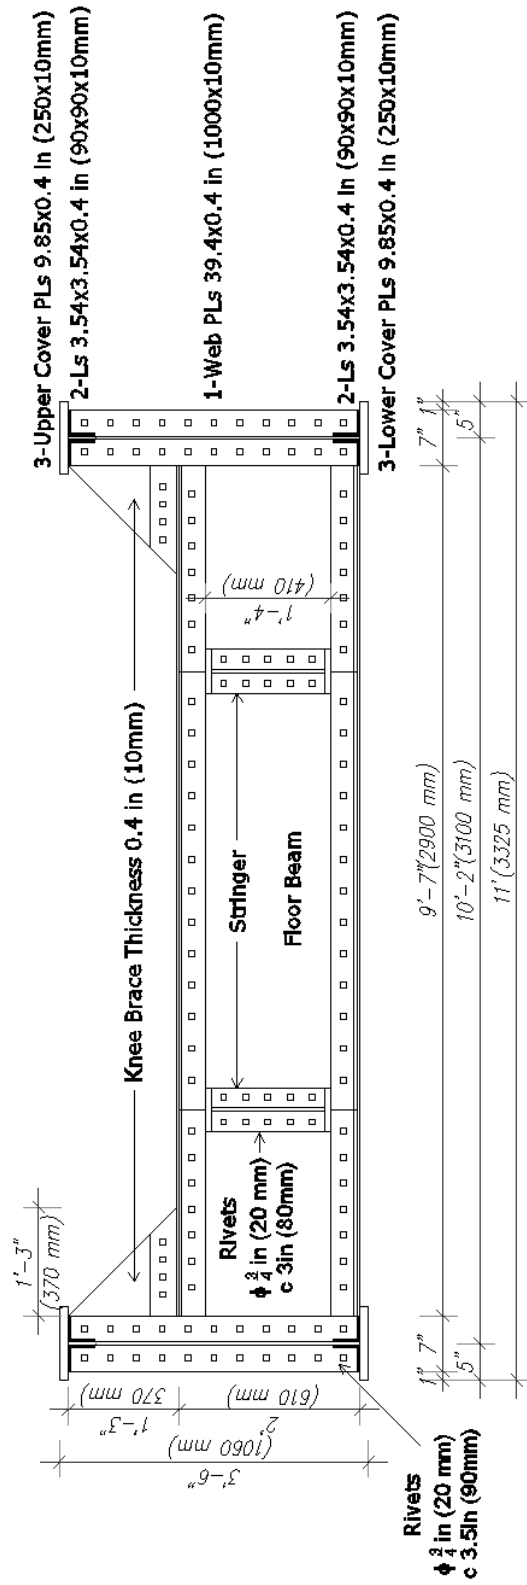 3-Upper Cover PLs 9.85x0.4 in (250x10mm)
2-Ls 3.54x3.54x0.4 in (90x90x10mm)
1-Web PLs 39.4x0.4 in (1000x10mm)
2-Ls 3.54x3.54x0.4 in (90x90x10mm)
3-Lower Cover PLs 9.85x0.4 in (250x10mm)
Knee Brace Thickness 0.4 in (10mm)
1'-3"
(370 mm)
Stringer
Floor Beam
1'-4"
(410 mm)
Rivets
ϕ 3/4 in (20 mm)
c 3in (80mm)
3'-6"
(1060 mm)
1'-3"
(370 mm)
2'
(610 mm)
Rivets
ϕ 3/4 in (20 mm)
c 3.5in (90mm)
1" 7" 9'-7"(2900 mm) 7" 1"
5" 10'-2"(3100 mm) 5"
11'(3325 mm)